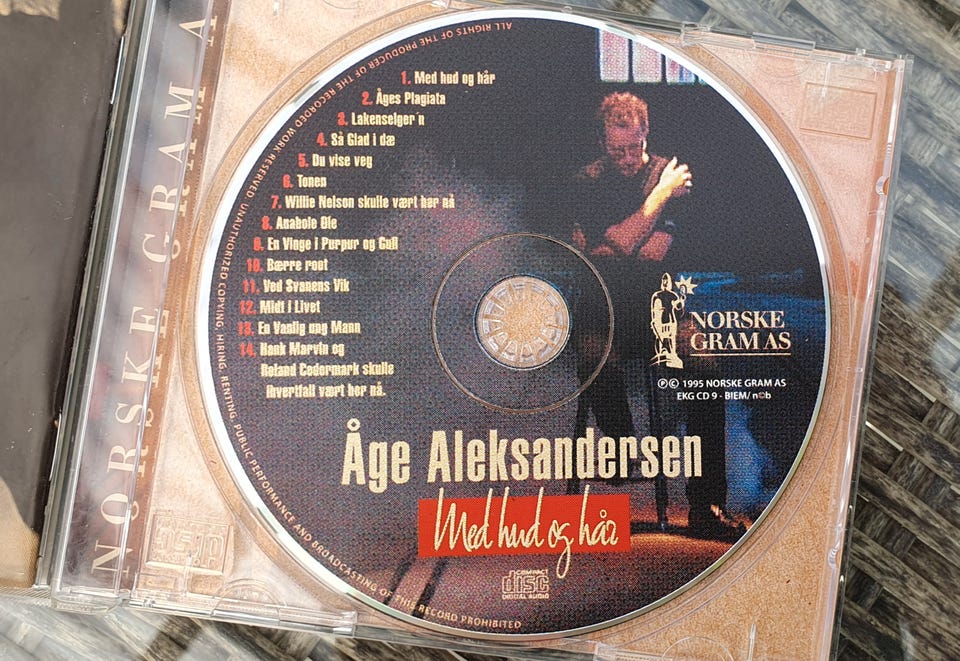 ALL RIGHTS OF THE PRODUCER OF THE RECORDED WORK RESERVED. UNAUTHORIZED COPYING, HIRING, RENTING, PUBLIC PERFORMANCE AND BROADCASTING OF THIS RECORD PROHIBITED
1. Med hud og hår
2. Åges Plagiata
3. Lakenselger´n
4. Så Glad i dæ
5. Du vise veg
6. Tonen
7. Willie Nelson skulle vært her nå
8. Anabole Ole
9. En Vinge i Purpur og Gull
10. Bærre roet
11. Ved Svanens Vik
12. Midt i Livet
13. En Vanlig ung Mann
14. Hank Marvin og
Roland Cedermark skulle
ihvertfall vært her nå.
NORSKE
GRAM AS
℗© 1995 NORSKE GRAM AS
EKG CD 9 - BIEM/ n©b
Åge Aleksandersen
Med hud og hår
COMPACT
disc
DIGITAL AUDIO
NORSKE GRAM A